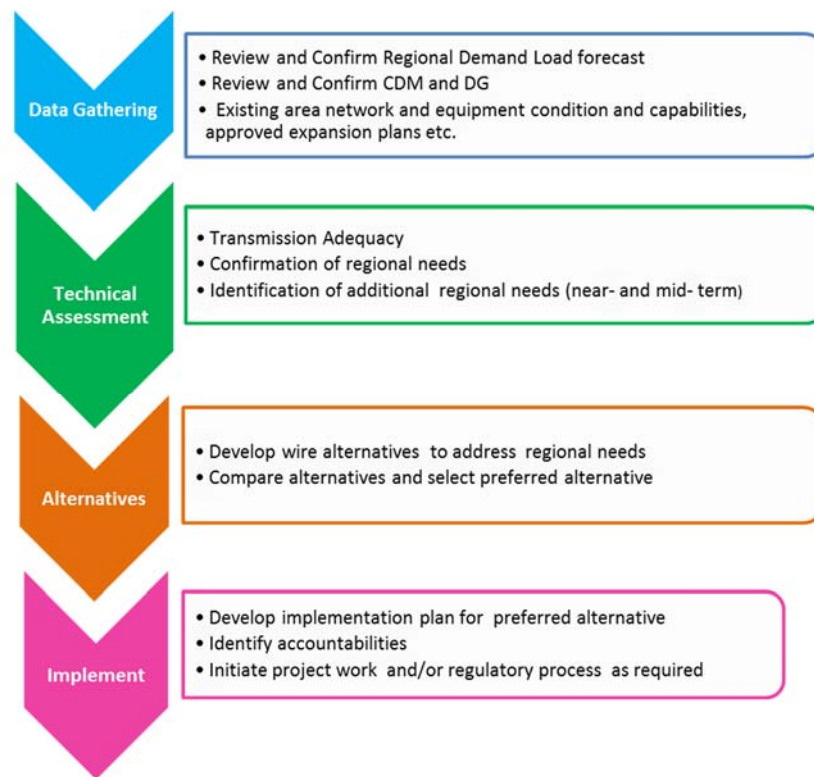 Data Gathering
• Review and Confirm Regional Demand Load forecast
• Review and Confirm CDM and DG
• Existing area network and equipment condition and capabilities,
approved expansion plans etc.
Technical
Assessment
• Transmission Adequacy
• Confirmation of regional needs
• Identification of additional regional needs (near- and mid- term)
Alternatives
• Develop wire alternatives to address regional needs
• Compare alternatives and select preferred alternative
Implement
• Develop implementation plan for preferred alternative
• Identify accountabilities
• Initiate project work and/or regulatory process as required